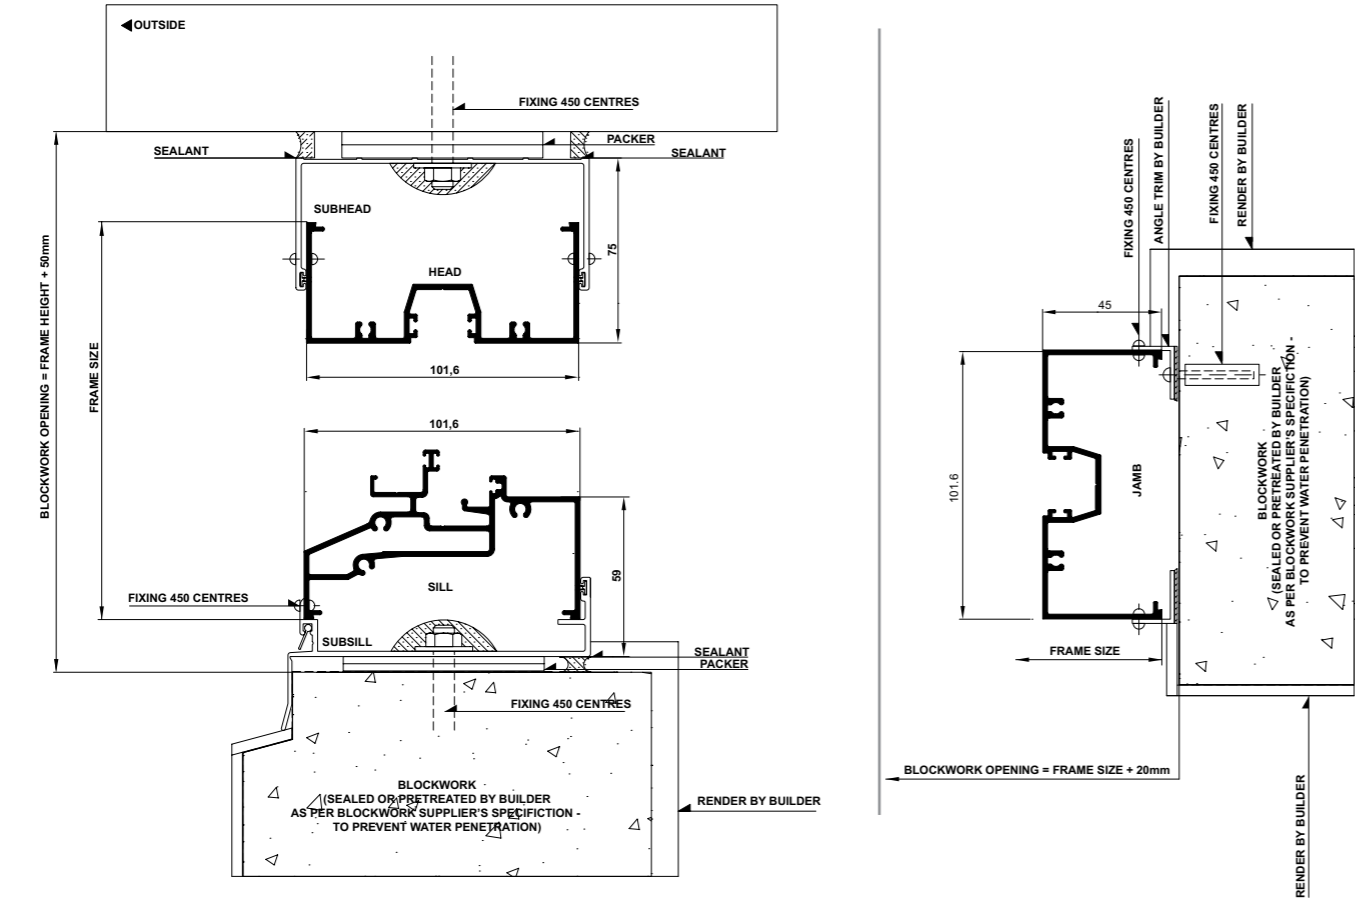 OUTSIDE
FIXING 450 CENTRES
PACKER
SEALANT
SEALANT
SUBHEAD
HEAD
75
101,6
BLOCKWORK OPENING = FRAME HEIGHT + 50mm
FRAME SIZE
101,6
59
SILL
FIXING 450 CENTRES
SUBSILL
SEALANT
PACKER
FIXING 450 CENTRES
BLOCKWORK
(SEALED OR PRETREATED BY BUILDER
AS PER BLOCKWORK SUPPLIER'S SPECIFICTION -
TO PREVENT WATER PENETRATION)
RENDER BY BUILDER
FIXING 450 CENTRES
ANGLE TRIM BY BUILDER
FIXING 450 CENTRES
RENDER BY BUILDER
45
101.6
JAMB
BLOCKWORK
(SEALED OR PRETREATED BY BUILDER
AS PER BLOCKWORK SUPPLIER'S SPECIFICTION -
TO PREVENT WATER PENETRATION)
FRAME SIZE
BLOCKWORK OPENING = FRAME SIZE + 20mm
RENDER BY BUILDER